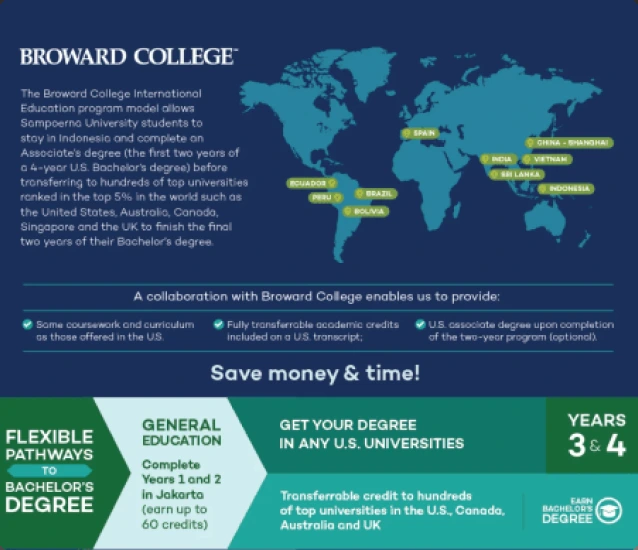 BROWARD COLLEGE™
The Broward College International
Education program model allows
Sampoerna University students to
stay in Indonesia and complete an
Associate's degree (the first two years of
a 4-year U.S. Bachelor's degree) before
transferring to hundreds of top universities
ranked in the top 5% in the world such as
the United States, Australia, Canada,
Singapore and the UK to finish the final
two years of their Bachelor's degree.
SPAIN
CHINA - SHANGHAI
INDIA
VIETNAM
SRI LANKA
INDONESIA
ECUADOR
PERU
BRAZIL
BOLIVIA
A collaboration with Broward College enables us to provide:
Same coursework and curriculum
as those offered in the U.S.
Fully transferrable academic credits
included on a U.S. transcript;
U.S. associate degree upon completion
of the two-year program (optional).
Save money & time!
FLEXIBLE
PATHWAYS
TO
BACHELOR'S
DEGREE
GENERAL
EDUCATION
Complete
Years 1 and 2
in Jakarta
(earn up to
60 credits)
GET YOUR DEGREE
IN ANY U.S. UNIVERSITIES
YEARS
3 & 4
Transferrable credit to hundreds
of top universities in the U.S., Canada,
Australia and UK
EARN
BACHELOR'S
DEGREE